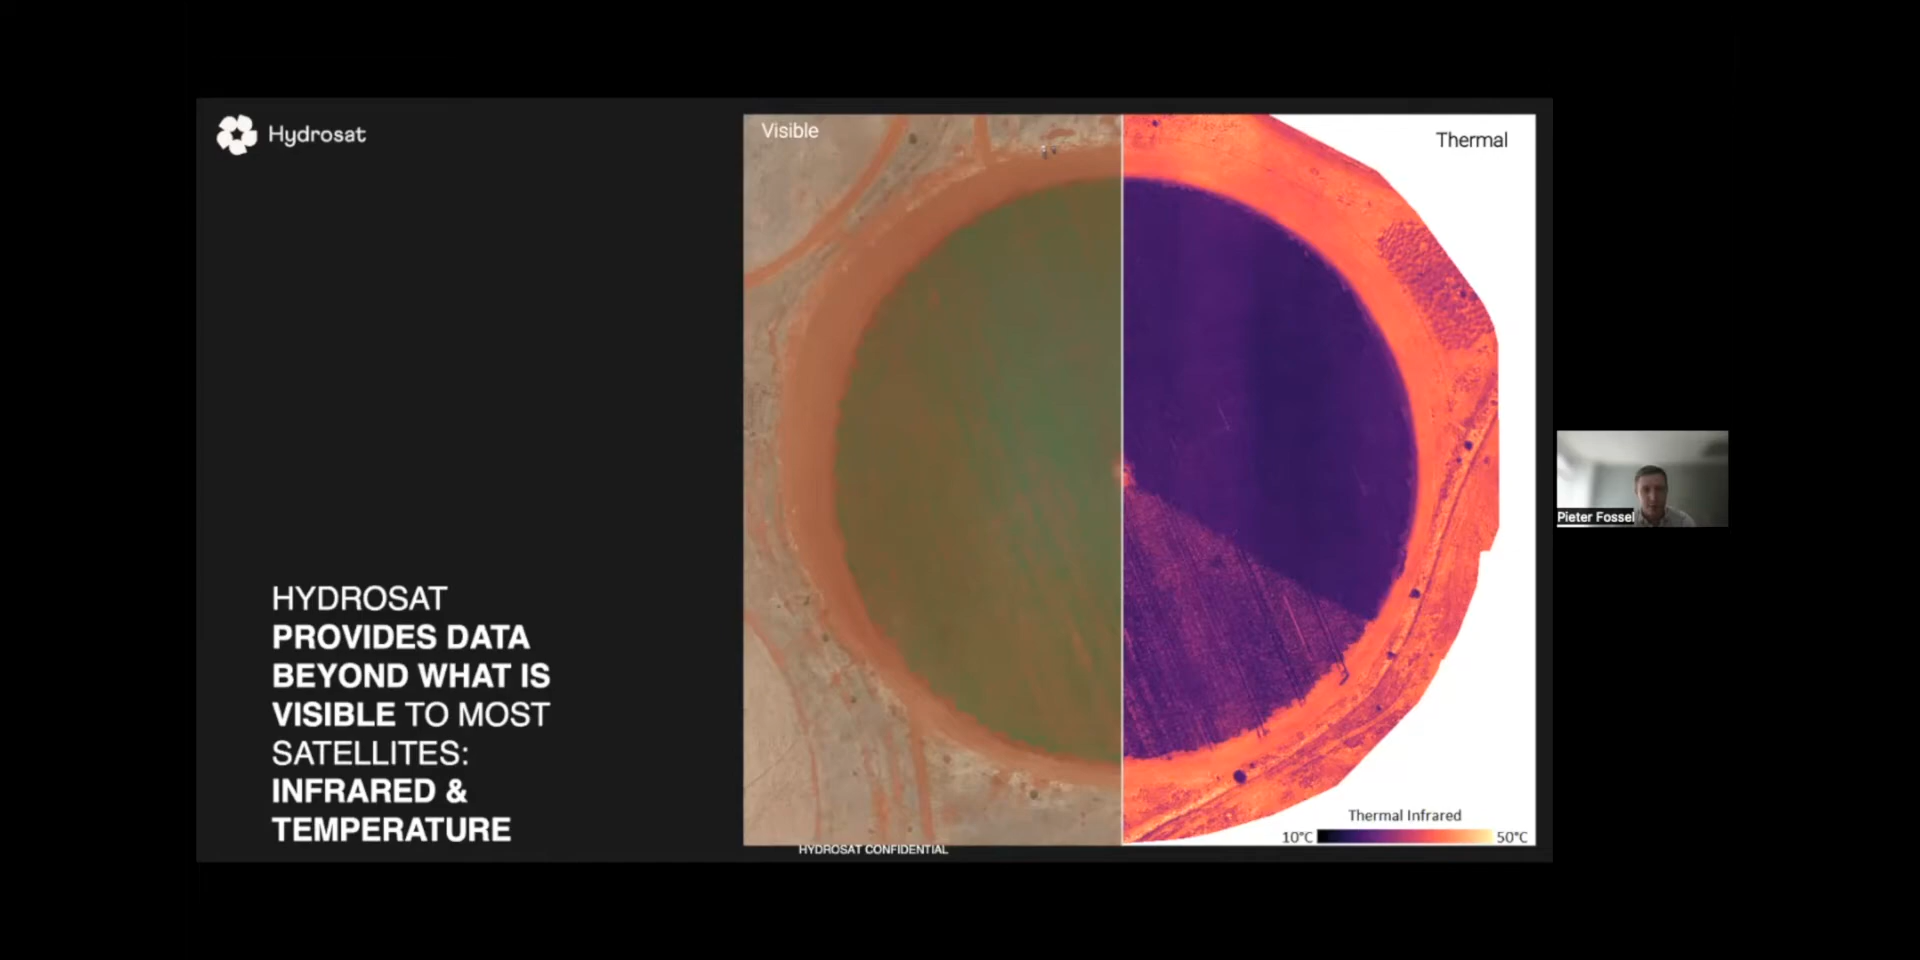 Hydrosat
HYDROSAT
PROVIDES DATA
BEYOND WHAT IS
VISIBLE TO MOST
SATELLITES:
INFRARED &
TEMPERATURE
Visible
Thermal
Thermal Infrared
10°C
50°C
HYDROSAT CONFIDENTIAL
Pieter Fossel